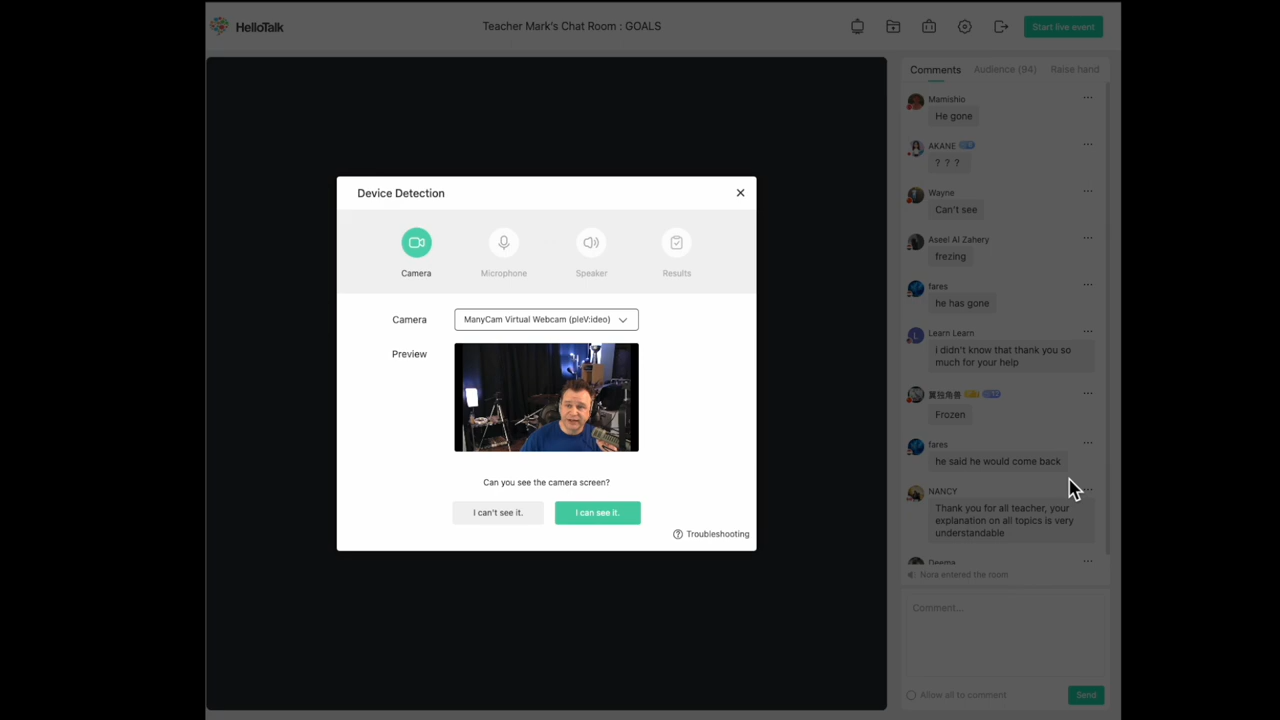 HelloTalk
Teacher Mark's Chat Room : GOALS
Start live event
Comments
Audience (94)
Raise hand
Mamishio
He gone
AKANE
? ? ?
Wayne
Can't see
Aseel Al Zahery
frezing
fares
he has gone
Learn Learn
i didn't know that thank you so
much for your help
翼独角兽
Frozen
fares
he said he would come back
NANCY
Thank you for all teacher, your
explanation on all topics is very
understandable
Deema
Nora entered the room
Comment...
Allow all to comment
Send
Device Detection
Camera
Microphone
Speaker
Results
Camera
ManyCam Virtual Webcam (pleV:ideo)
Preview
Can you see the camera screen?
I can't see it.
I can see it.
Troubleshooting